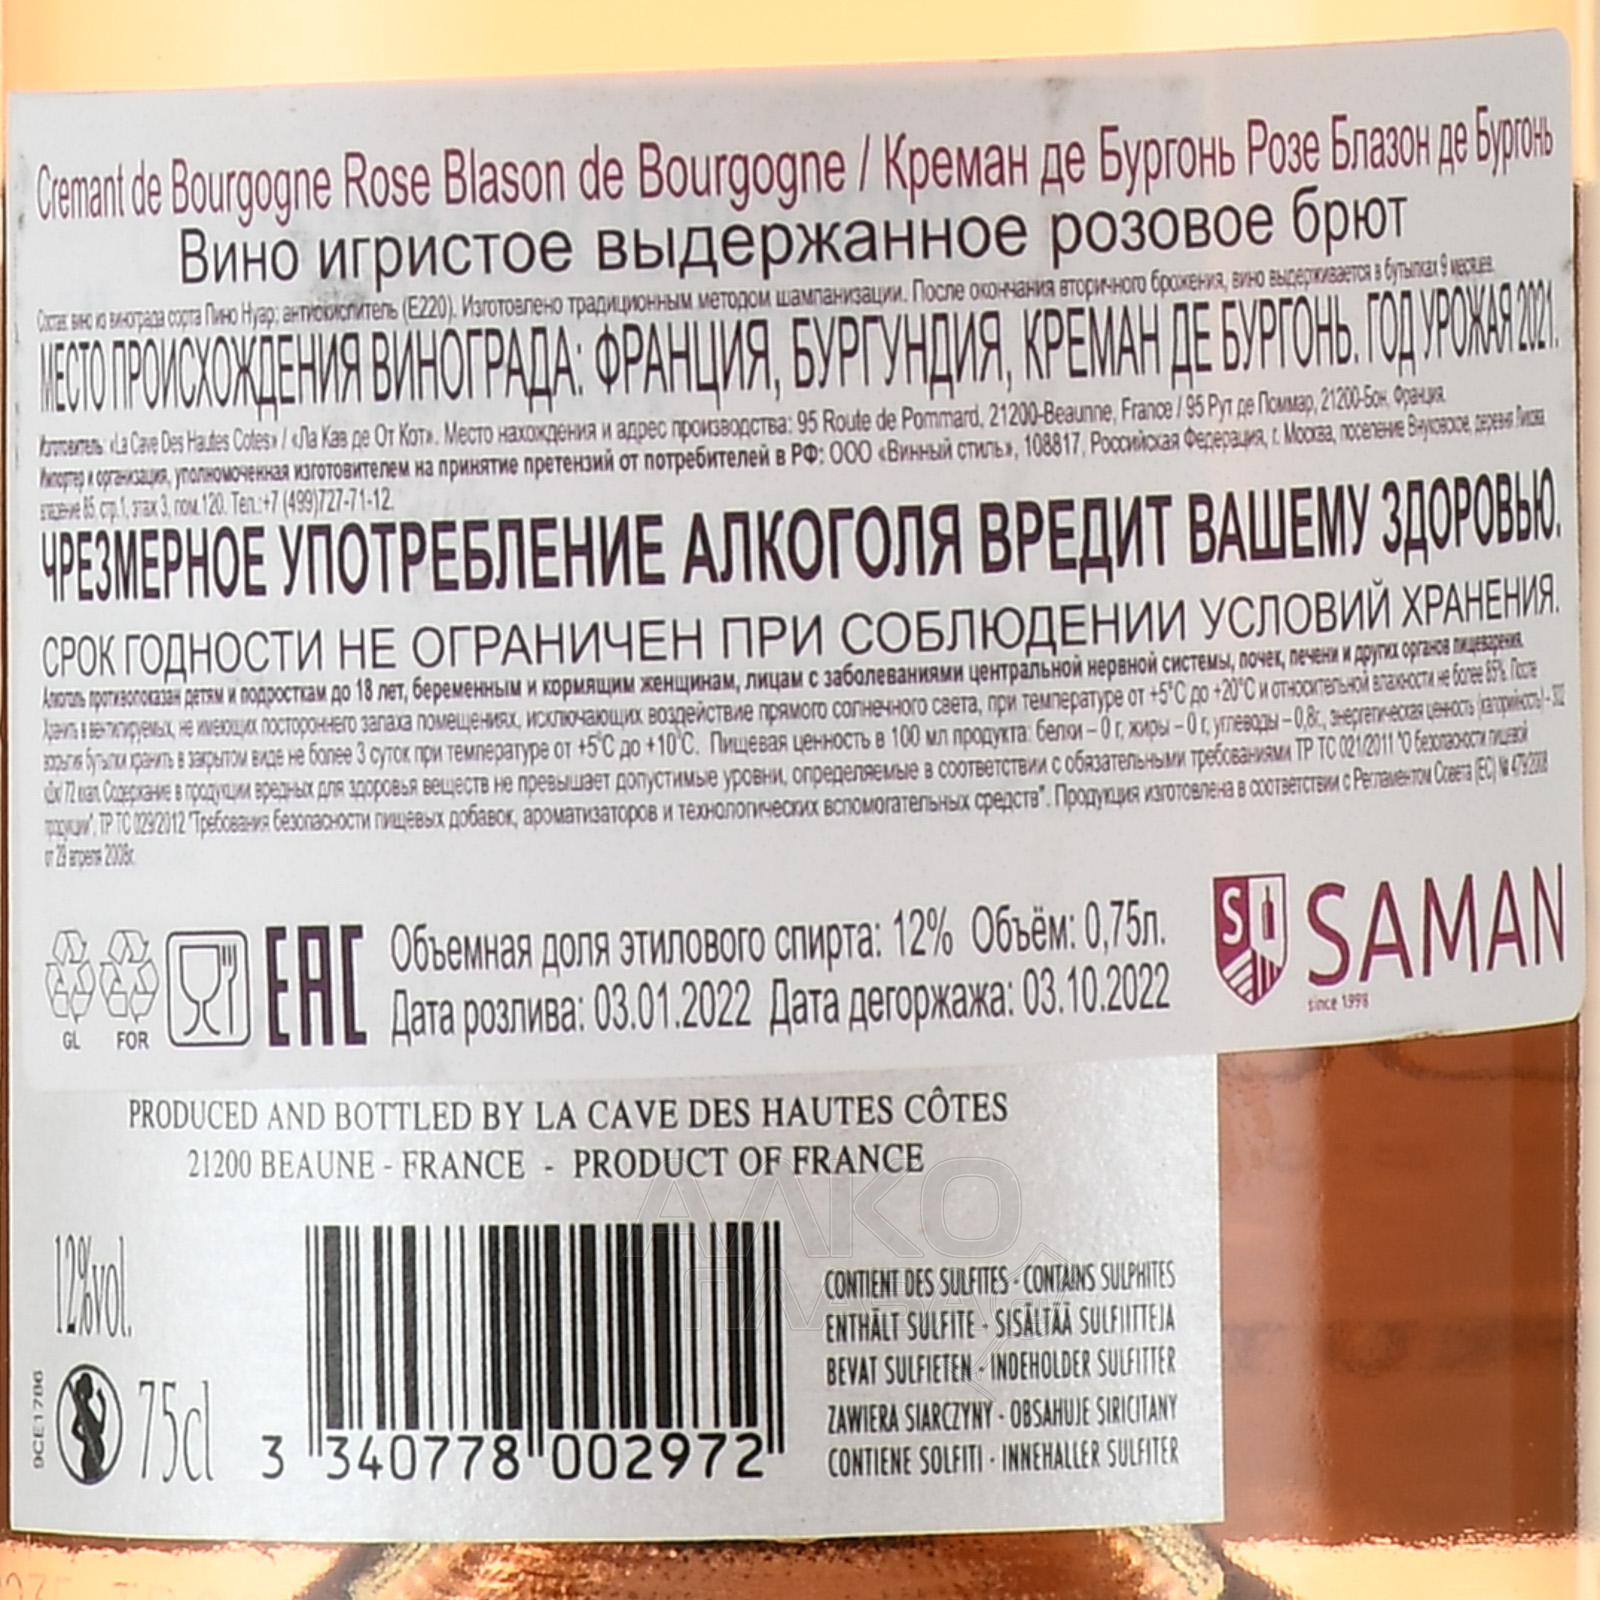 Cremant de Bourgogne Rose Blason de Bourgogne / Креман де Бургонь Розе Блазон де Бургонь
Вино игристое выдержанное розовое брют
Состав: вино из винограда сорта Пино Нуар; антиокислитель (Е220). Изготовлено традиционным методом шампанизации. После окончания вторичного брожения, вино выдерживается в бутылках 9 месяцев.
МЕСТО ПРОИСХОЖДЕНИЯ ВИНОГРАДА: ФРАНЦИЯ, БУРГУНДИЯ, КРЕМАН ДЕ БУРГОНЬ. ГОД УРОЖАЯ 2021.
Изготовитель: «La Cave Des Hautes Cotes» / «Ла Кав де От Кот». Место нахождения и адрес производства: 95 Route de Pommard, 21200-Beaunne, France / 95 Рут де Поммар, 21200-Бон, Франция.
Импортер и организация, уполномоченная изготовителем на принятие претензий от потребителей в РФ: ООО «Винный стиль», 108817, Российская Федерация, г. Москва, поселение Внуковское, деревня Пыхтино,
владение 85, стр.1, этаж 3, пом.120. Тел.:+7 (499)727-71-12.
ЧРЕЗМЕРНОЕ УПОТРЕБЛЕНИЕ АЛКОГОЛЯ ВРЕДИТ ВАШЕМУ ЗДОРОВЬЮ.
СРОК ГОДНОСТИ НЕ ОГРАНИЧЕН ПРИ СОБЛЮДЕНИИ УСЛОВИЙ ХРАНЕНИЯ.
Алкоголь противопоказан детям и подросткам до 18 лет, беременным и кормящим женщинам, лицам с заболеваниями центральной нервной системы, почек, печени и других органов пищеварения.
Хранить в вентилируемых, не имеющих постороннего запаха помещениях, исключающих воздействие прямого солнечного света, при температуре от +5°С до +20°С и относительной влажности не более 85%. После
вскрытия бутылки хранить в закрытом виде не более 3 суток при температуре от +5°С до +10°С. Пищевая ценность в 100 мл продукта: белки – 0 г, жиры – 0 г, углеводы – 0,8г., энергетическая ценность (калорийность) – 302
кДж/ 72 ккал. Содержание в продукции вредных для здоровья веществ не превышает допустимые уровни, определяемые в соответствии с обязательными требованиями ТР ТС 021/2011 "О безопасности пищевой
продукции", ТР ТС 029/2012 "Требования безопасности пищевых добавок, ароматизаторов и технологических вспомогательных средств". Продукция изготовлена в соответствии с Регламентом Совета (ЕС) № 479/2008
от 29 апреля 2008г.
GL FOR
ЕАС
Объемная доля этилового спирта: 12% Объём: 0,75л.
Дата розлива: 03.01.2022 Дата дегоржажа: 03.10.2022
S SAMAN
since 1998
PRODUCED AND BOTTLED BY LA CAVE DES HAUTES CÔTES
21200 BEAUNE - FRANCE - PRODUCT OF FRANCE
12%vol.
75cl
9CE1786
3 340778 002972
CONTIENT DES SULFITES - CONTAINS SULPHITES
ENTHÄLT SULFITE - SISÄLTÄÄ SULFIITTEJA
BEVAT SULFIETEN - INDEHOLDER SULFITTER
ZAWIERA SIARCZYNY - OBSAHUJE SIRICITANY
CONTIENE SOLFITI - INNEHALLER SULFITER
АЛКО
ПЛАЗА